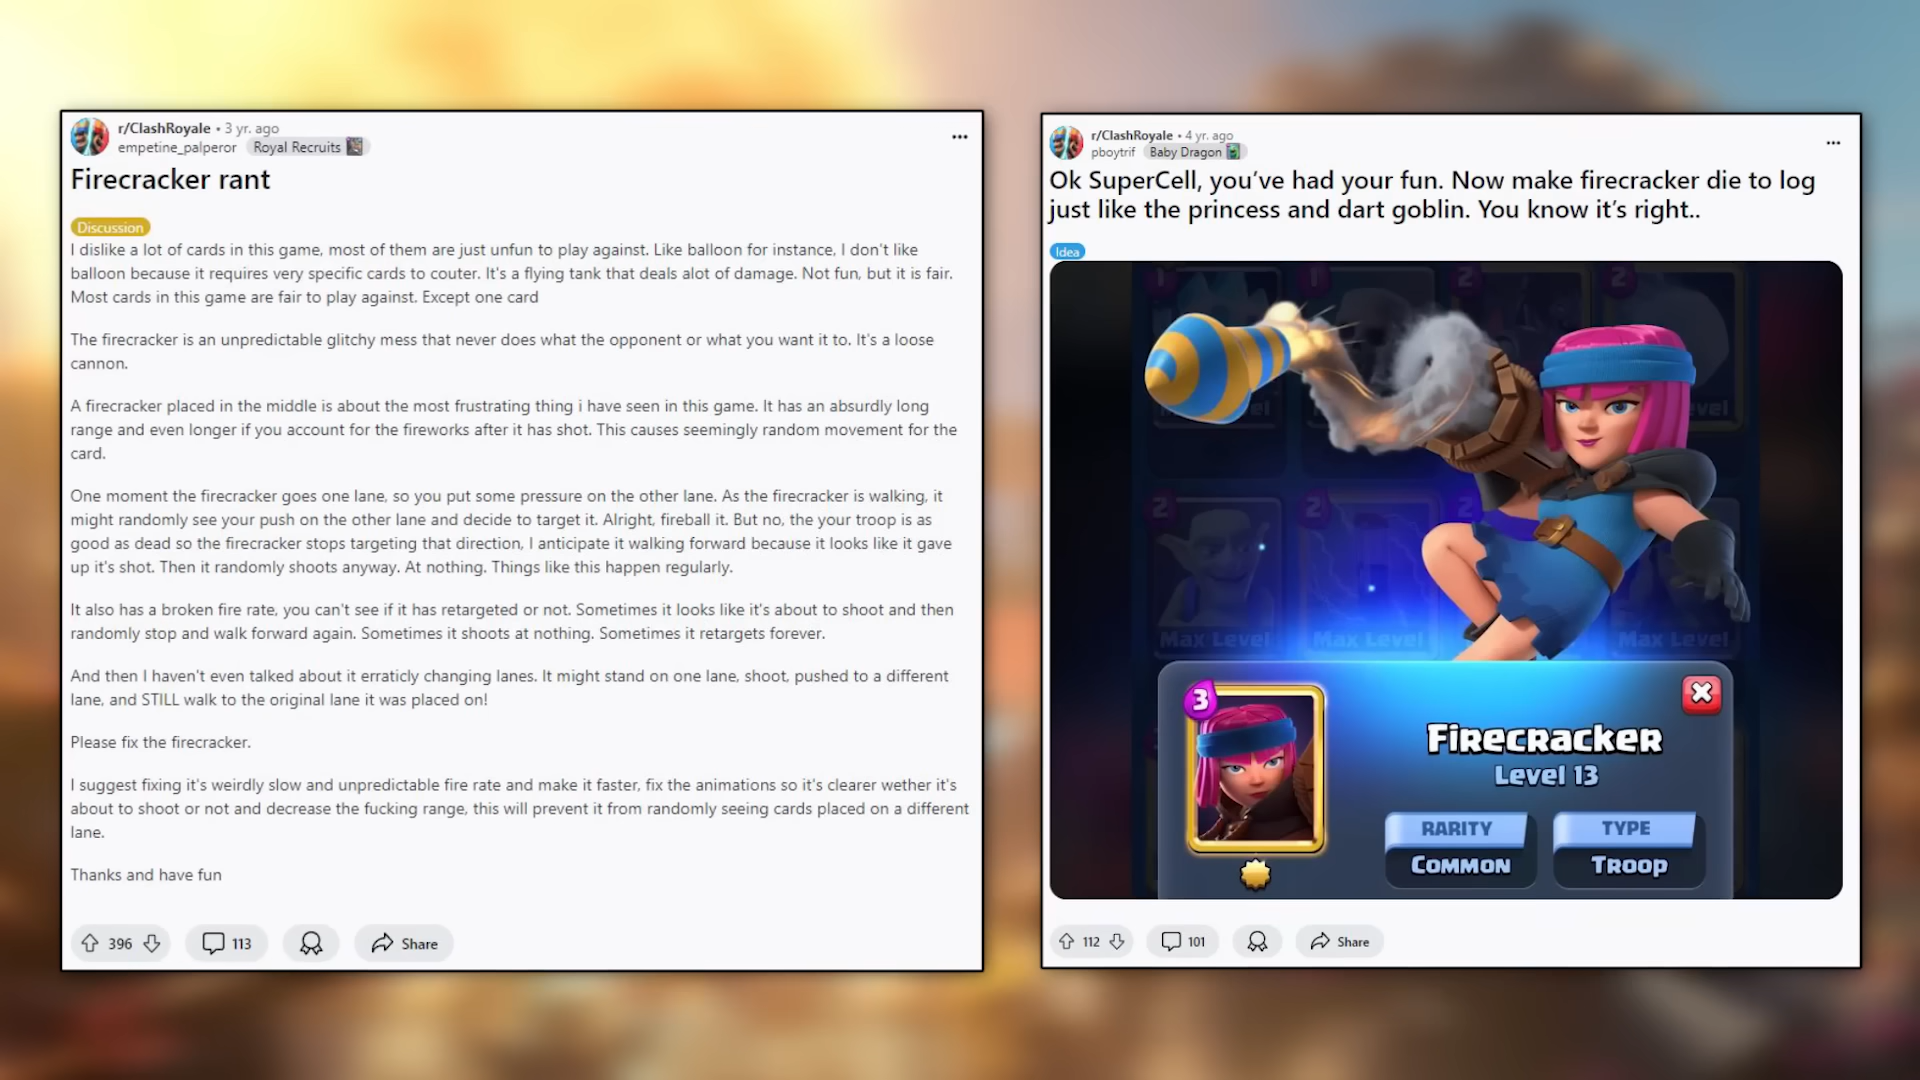 r/ClashRoyale • 3 yr. ago
empetine_palperor Royal Recruits
Firecracker rant
Discussion
I dislike a lot of cards in this game, most of them are just unfun to play against. Like balloon for instance, I don't like
balloon because it requires very specific cards to couter. It's a flying tank that deals alot of damage. Not fun, but it is fair.
Most cards in this game are fair to play against. Except one card
The firecracker is an unpredictable glitchy mess that never does what the opponent or what you want it to. It's a loose
cannon.
A firecracker placed in the middle is about the most frustrating thing i have seen in this game. It has an absurdly long
range and even longer if you account for the fireworks after it has shot. This causes seemingly random movement for the
card.
One moment the firecracker goes one lane, so you put some pressure on the other lane. As the firecracker is walking, it
might randomly see your push on the other lane and decide to target it. Alright, fireball it. But no, the your troop is as
good as dead so the firecracker stops targeting that direction, I anticipate it walking forward because it looks like it gave
up it's shot. Then it randomly shoots anyway. At nothing. Things like this happen regularly.
It also has a broken fire rate, you can't see if it has retargeted or not. Sometimes it looks like it's about to shoot and then
randomly stop and walk forward again. Sometimes it shoots at nothing. Sometimes it retargets forever.
And then I haven't even talked about it erraticly changing lanes. It might stand on one lane, shoot, pushed to a different
lane, and STILL walk to the original lane it was placed on!
Please fix the firecracker.
I suggest fixing it's weirdly slow and unpredictable fire rate and make it faster, fix the animations so it's clearer wether it's
about to shoot or not and decrease the fucking range, this will prevent it from randomly seeing cards placed on a different
lane.
Thanks and have fun
396 113 Share
r/ClashRoyale • 4 yr. ago
pboytrif Baby Dragon
Ok SuperCell, you've had your fun. Now make firecracker die to log
just like the princess and dart goblin. You know it's right..
Idea
1 1 2 2
2 2 2
Max Level Max Level Max Level
3
Firecracker
Level 13
RARITY TYPE
Common Troop
112 101 Share